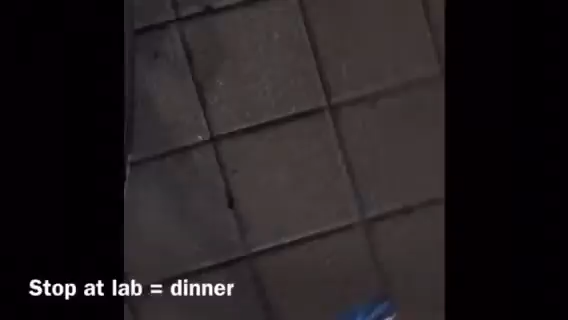 Stop at lab = dinner